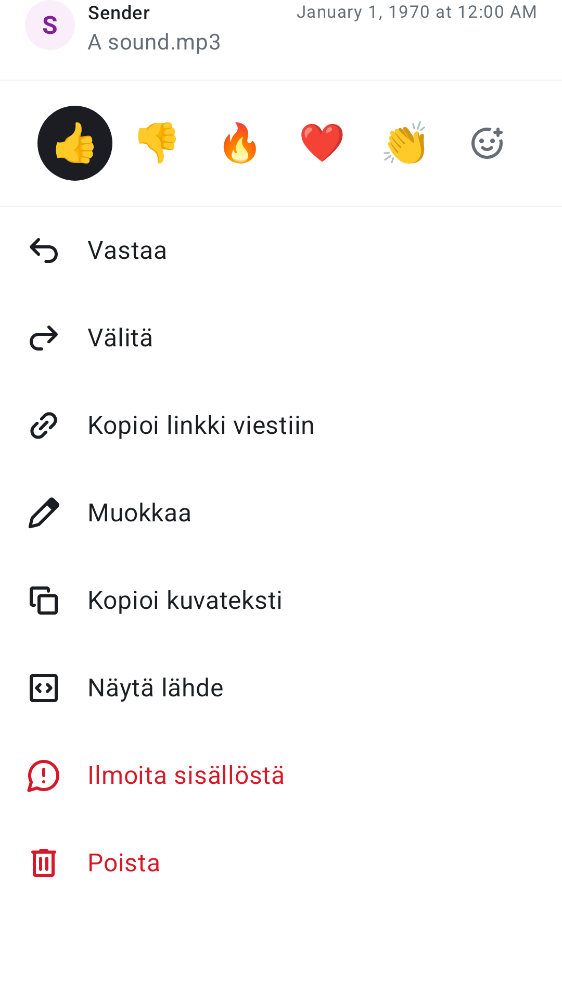 S
Sender
January 1, 1970 at 12:00 AM
A sound.mp3
Vastaa
Välitä
Kopioi linkki viestiin
Muokkaa
Kopioi kuvateksti
Näytä lähde
Ilmoita sisällöstä
Poista